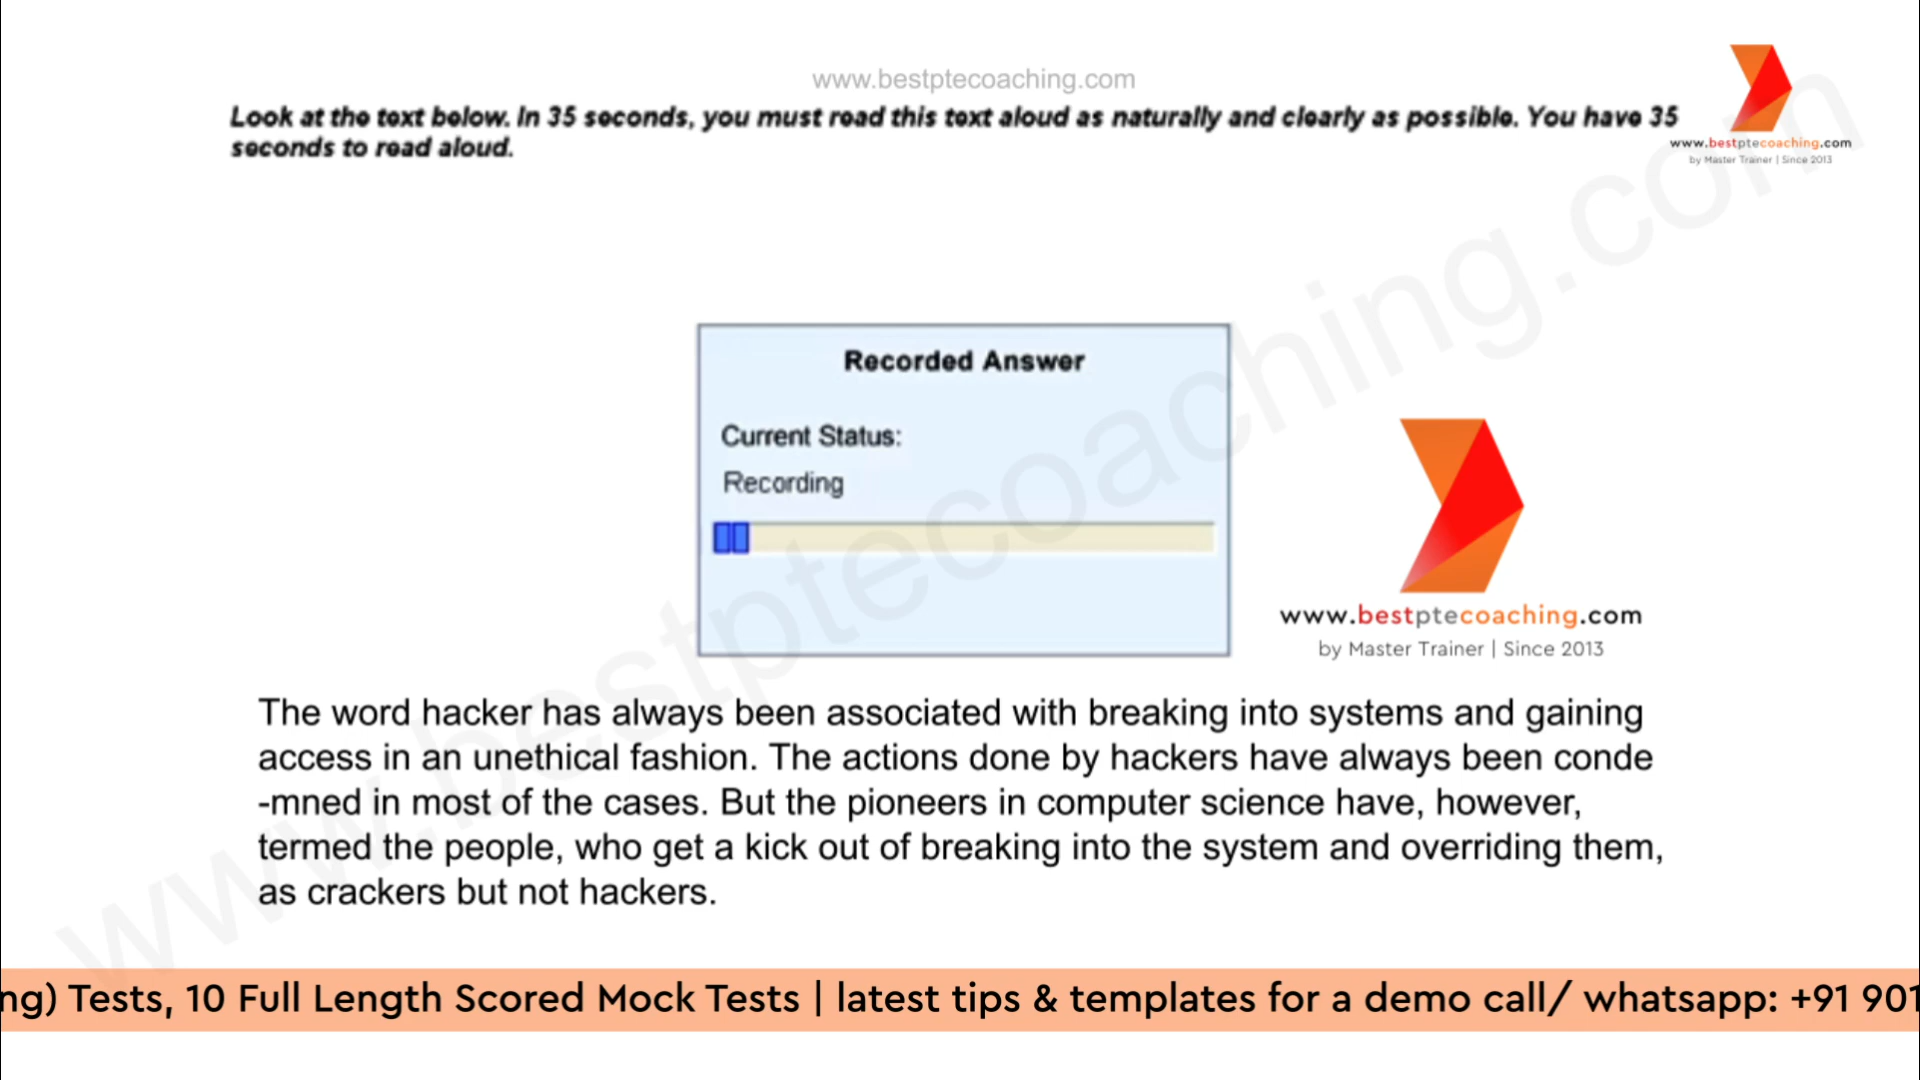 www.bestptecoaching.com
Look at the text below. In 35 seconds, you must read this text aloud as naturally and clearly as possible. You have 35
seconds to read aloud.
www.bestptecoaching.com
by Master Trainer | Since 2013
Recorded Answer
Current Status:
Recording
www.bestptecoaching.com
by Master Trainer | Since 2013
The word hacker has always been associated with breaking into systems and gaining
access in an unethical fashion. The actions done by hackers have always been conde
-mned in most of the cases. But the pioneers in computer science have, however,
termed the people, who get a kick out of breaking into the system and overriding them,
as crackers but not hackers.
www.bestptecoaching.com
ng) Tests, 10 Full Length Scored Mock Tests | latest tips & templates for a demo call/ whatsapp: +91 901